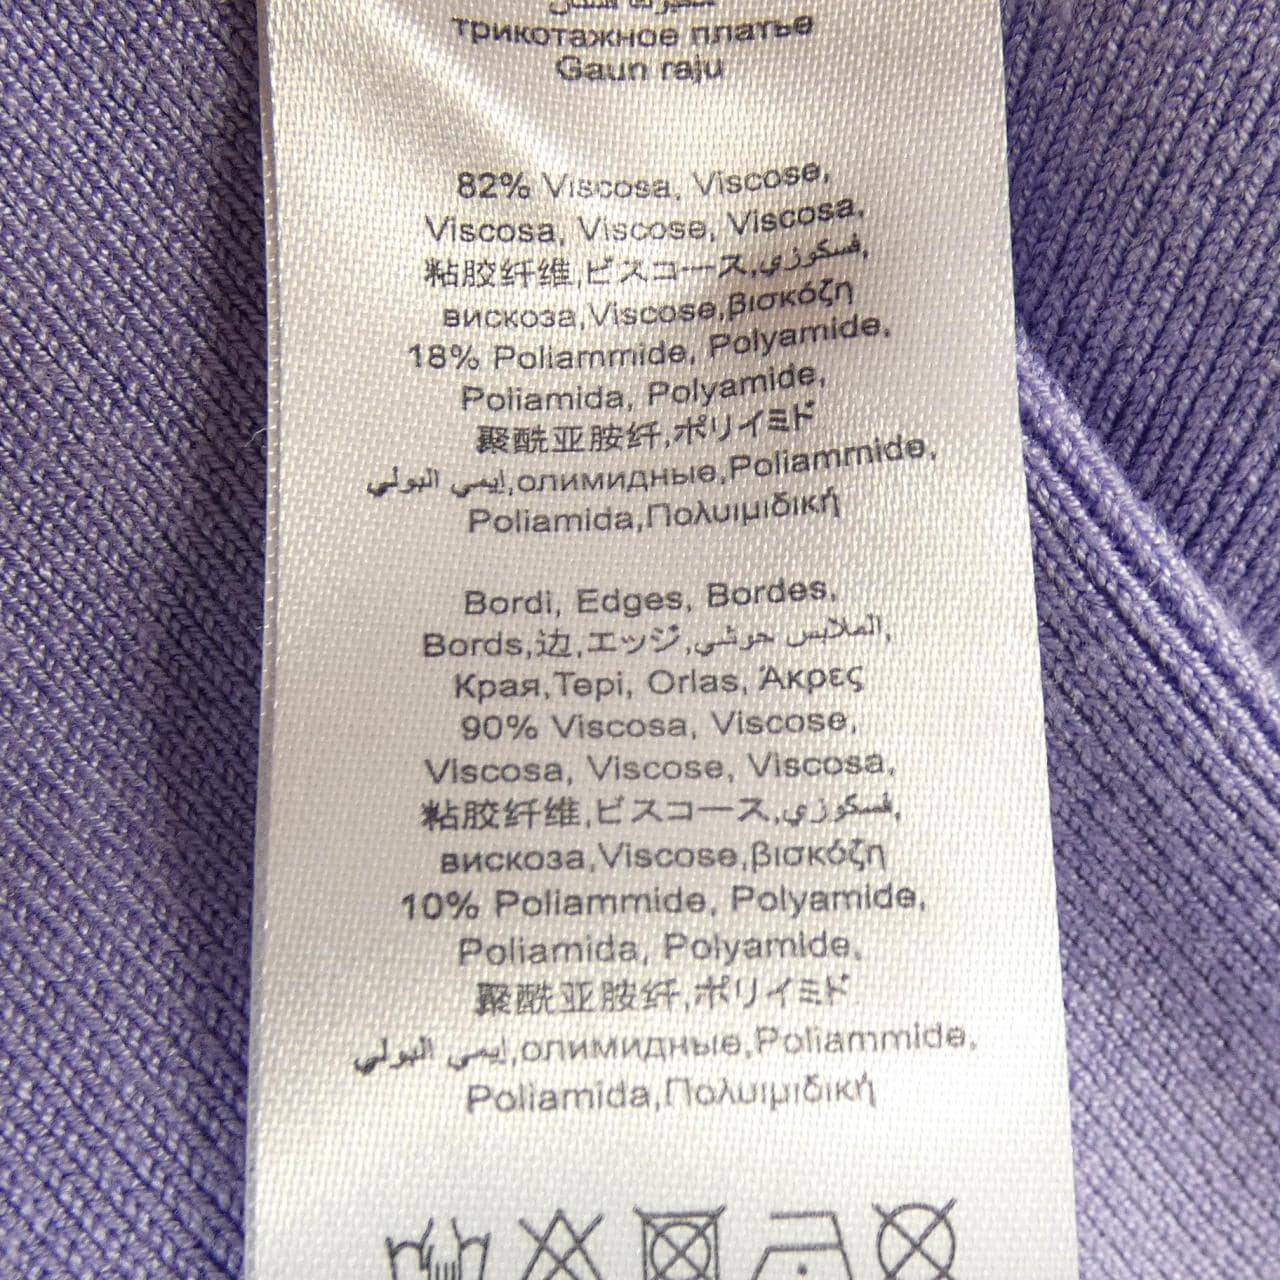 трикотажное платье
Gaun raju
82% Viscosa, Viscose,
Viscosa, Viscose, Viscosa,
粘胶纤维,ビスコース,فسكوزي,
вискоза,Viscose,βισκόζη
18% Poliammide, Polyamide,
Poliamida, Polyamide,
聚酰亚胺纤,ポリイミド
ايمي البولي,олимидные,Poliammide,
Poliamida,Πολυιμιδική
Bordi, Edges, Bordes,
Bords,边,エッジ,الملابس حوشي,
Края,Tepi, Orlas, Άκρες
90% Viscosa, Viscose,
Viscosa, Viscose, Viscosa,
粘胶纤维,ビスコース,فسكوزي,
вискоза,Viscose,βισκόζη
10% Poliammide, Polyamide,
Poliamida, Polyamide,
聚酰亚胺纤,ポリイミド
ايمي البولي,олимидные,Poliammide,
Poliamida,Πολυιμιδική